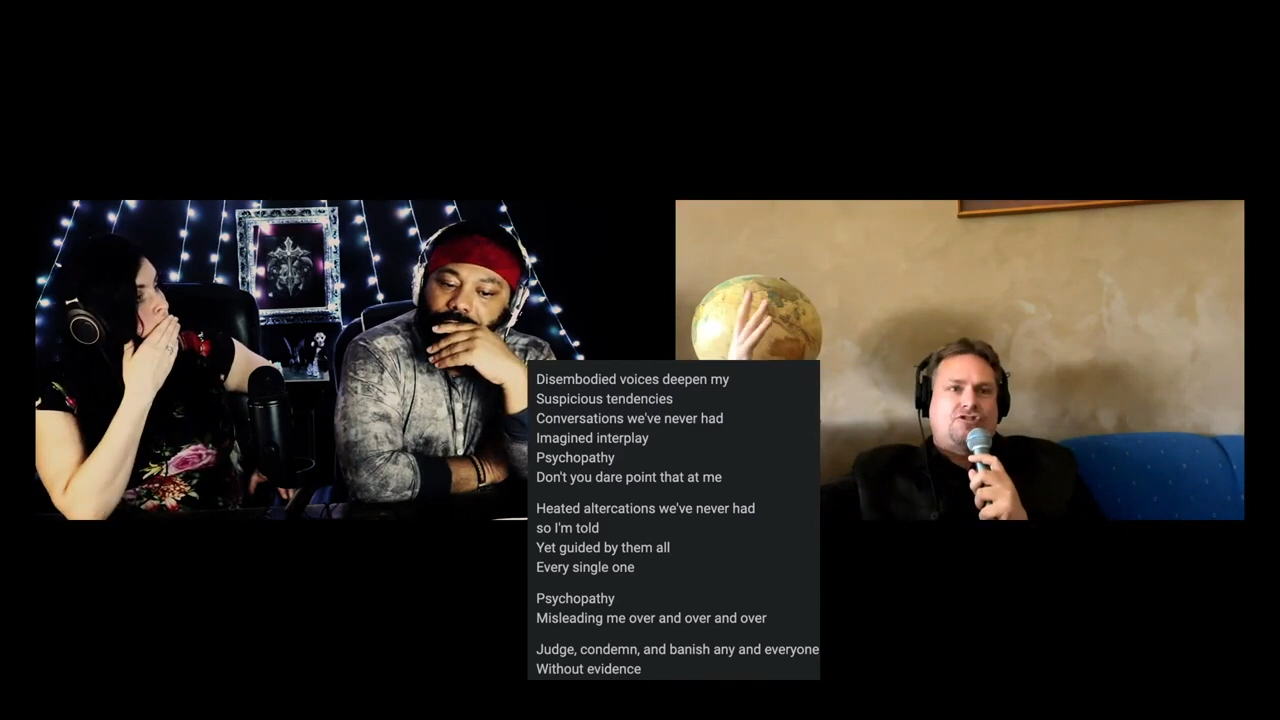 Disembodied voices deepen my
Suspicious tendencies
Conversations we've never had
Imagined interplay
Psychopathy
Don't you dare point that at me
Heated altercations we've never had
so I'm told
Yet guided by them all
Every single one
Psychopathy
Misleading me over and over and over
Judge, condemn, and banish any and everyone
Without evidence